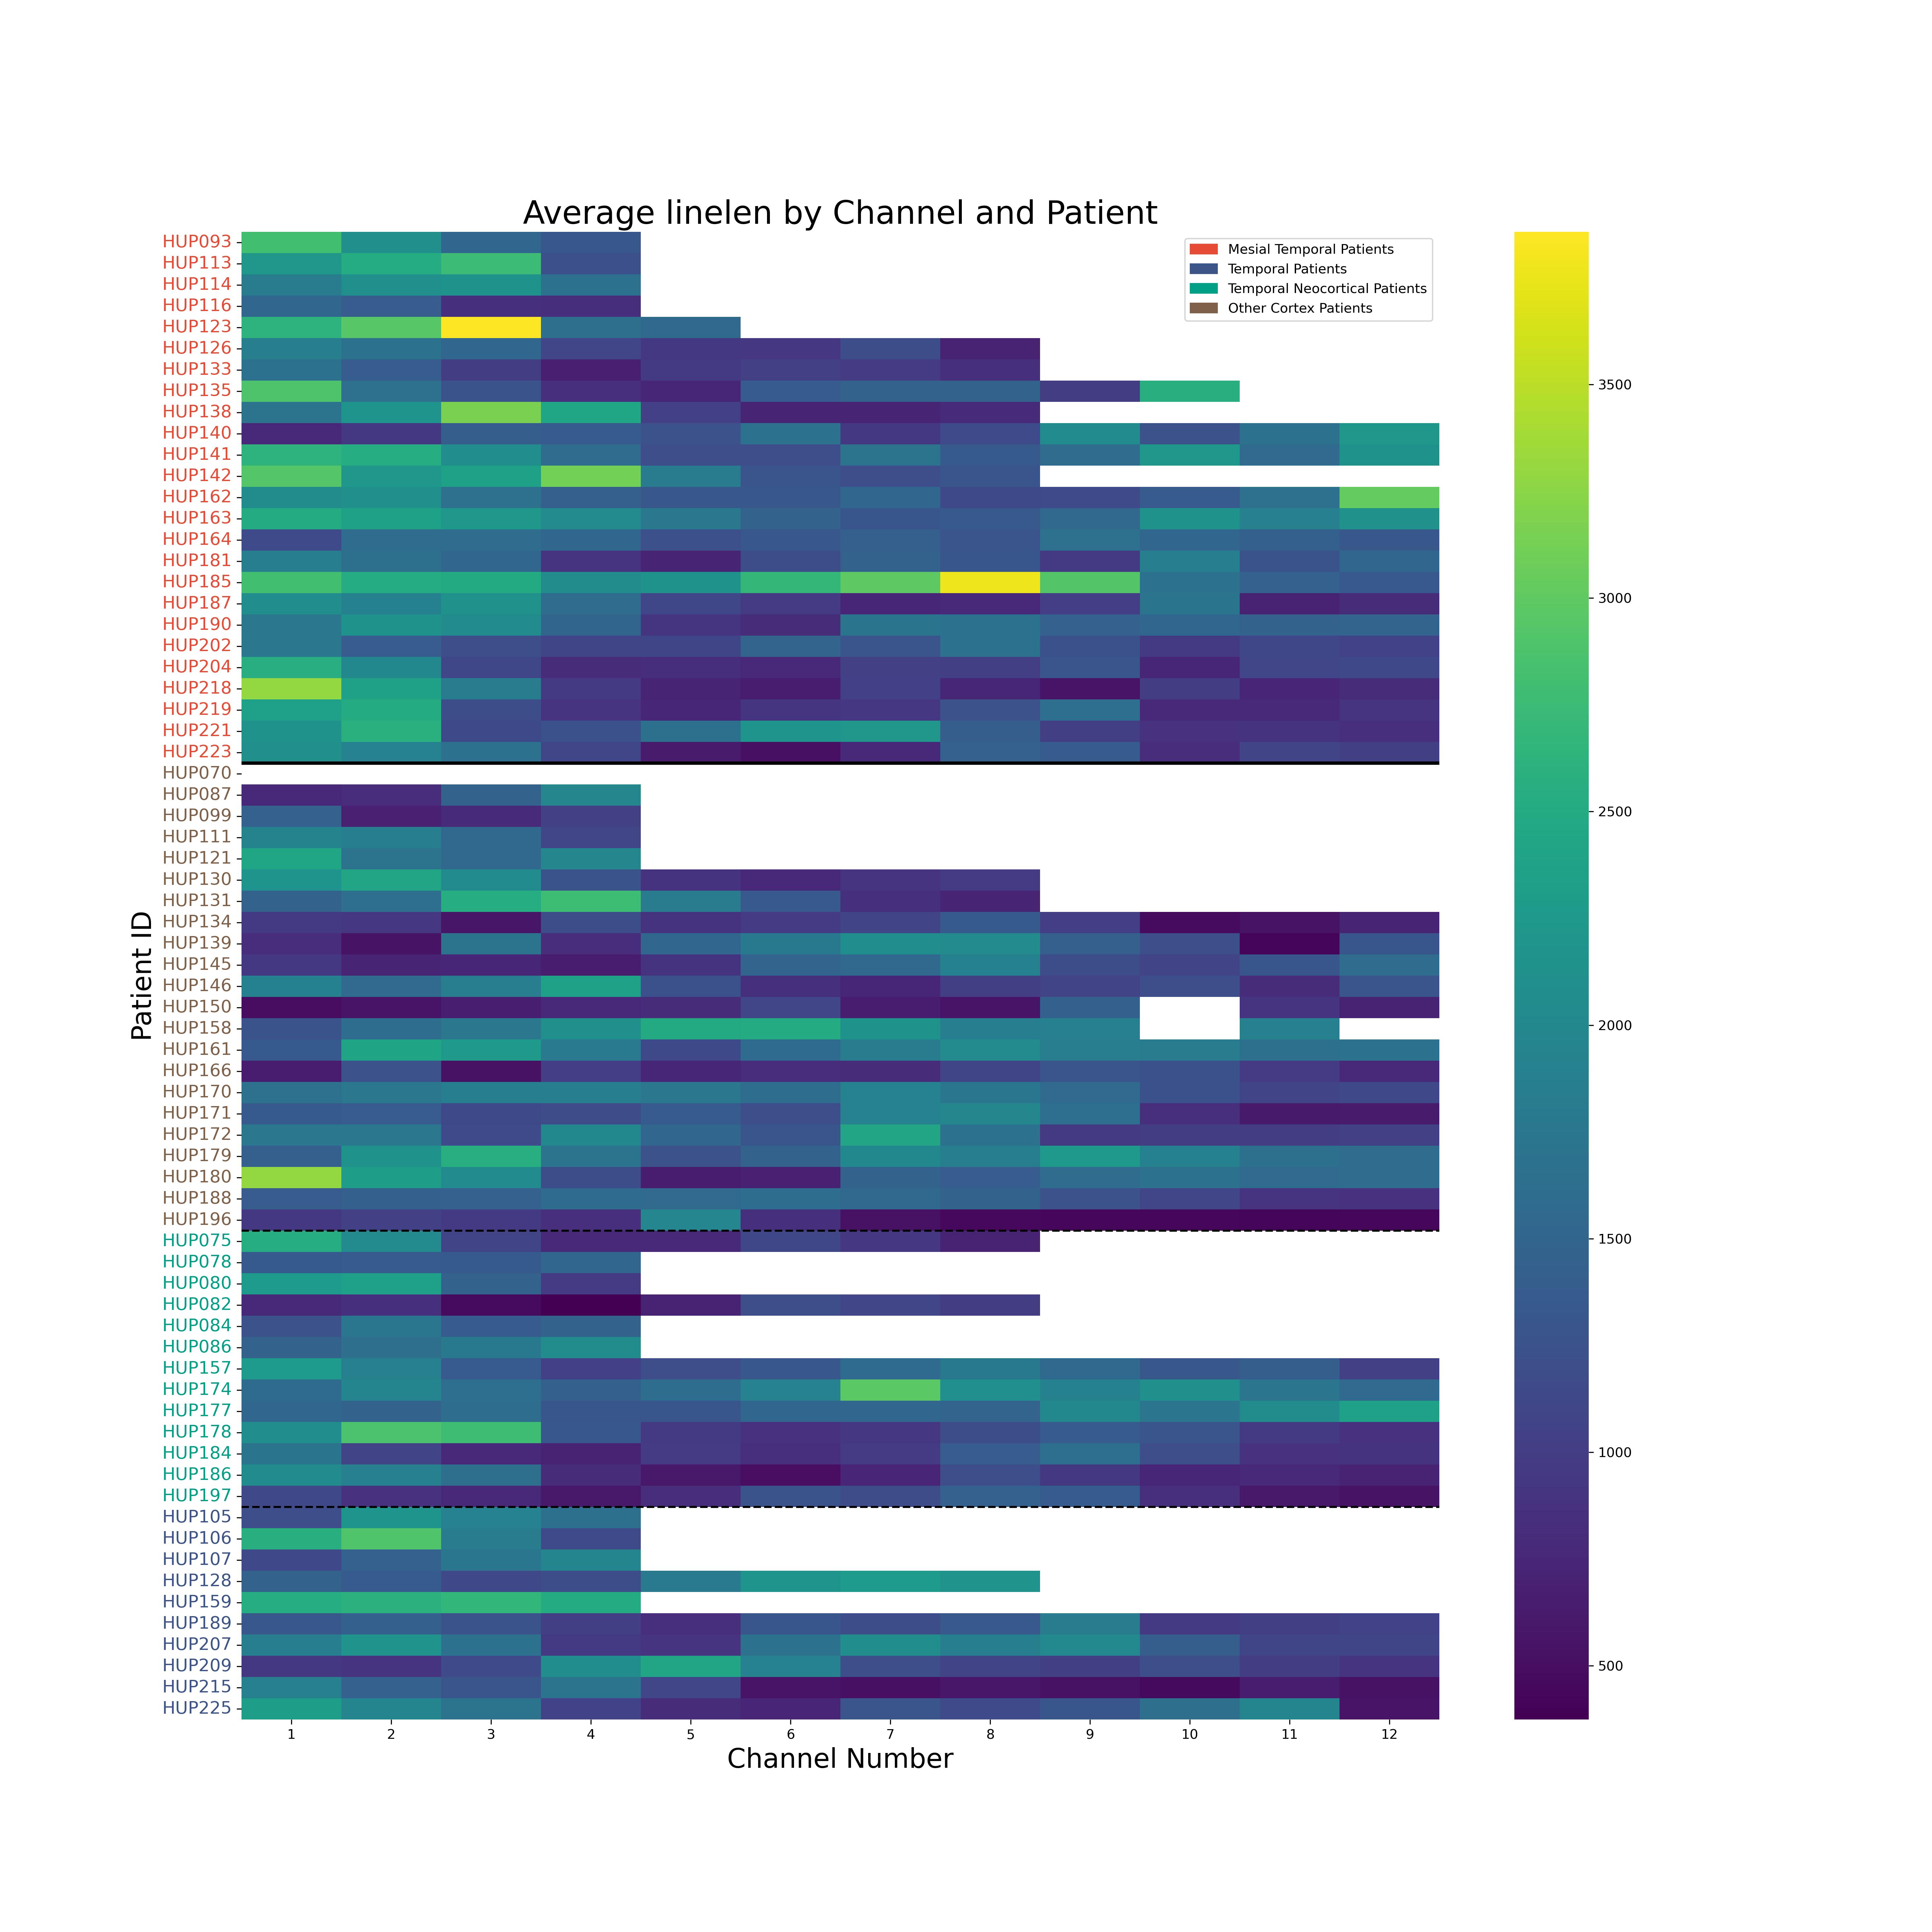 Average linelen by Channel and Patient
Mesial Temporal Patients
Temporal Patients
Temporal Neocortical Patients
Other Cortex Patients
Patient ID
HUP093
HUP113
HUP114
HUP116
HUP123
HUP126
HUP133
HUP135
HUP138
HUP140
HUP141
HUP142
HUP162
HUP163
HUP164
HUP181
HUP185
HUP187
HUP190
HUP202
HUP204
HUP218
HUP219
HUP221
HUP223
HUP070
HUP087
HUP099
HUP111
HUP121
HUP130
HUP131
HUP134
HUP139
HUP145
HUP146
HUP150
HUP158
HUP161
HUP166
HUP170
HUP171
HUP172
HUP179
HUP180
HUP188
HUP196
HUP075
HUP078
HUP080
HUP082
HUP084
HUP086
HUP157
HUP174
HUP177
HUP178
HUP184
HUP186
HUP197
HUP105
HUP106
HUP107
HUP128
HUP159
HUP189
HUP207
HUP209
HUP215
HUP225
1 2 3 4 5 6 7 8 9 10 11 12
Channel Number
3500
3000
2500
2000
1500
1000
500